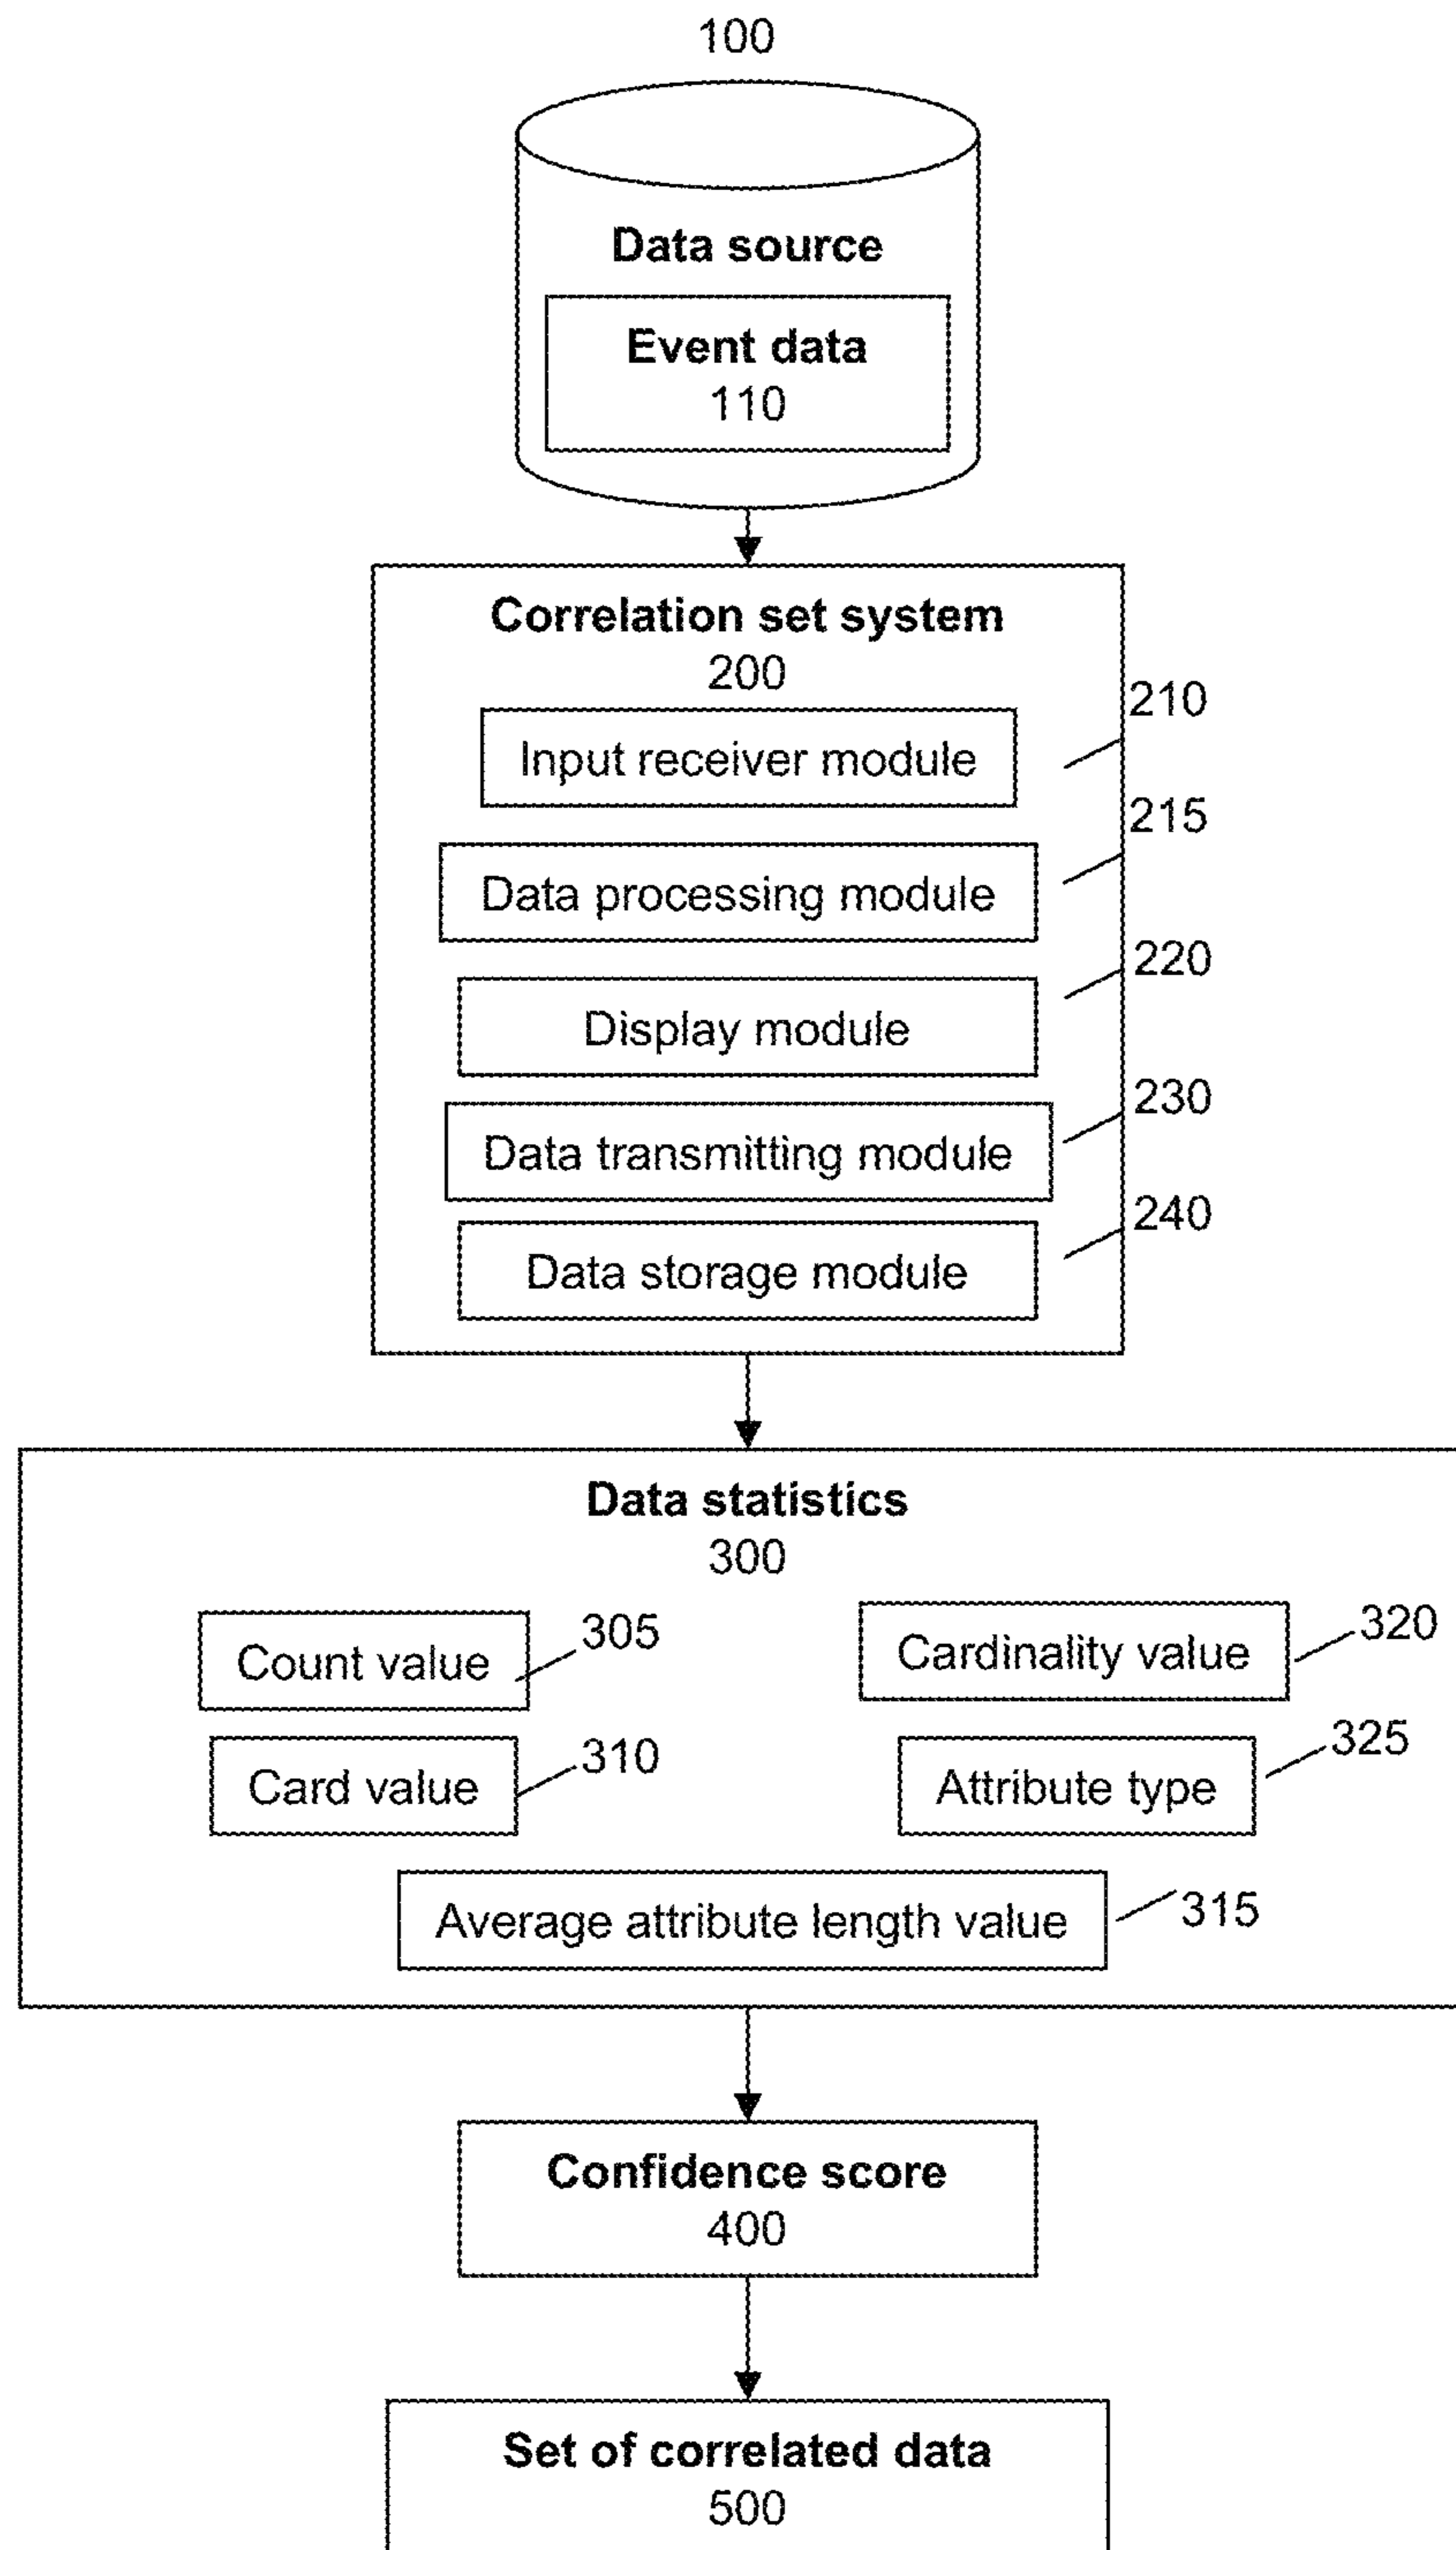 100
Data source
Event data
110
Correlation set system
200
210
Input receiver module
215
Data processing module
220
Display module
230
Data transmitting module
240
Data storage module
Data statistics
300
Count value
305
Cardinality value
320
Card value
310
Attribute type
325
Average attribute length value
315
Confidence score
400
Set of correlated data
500